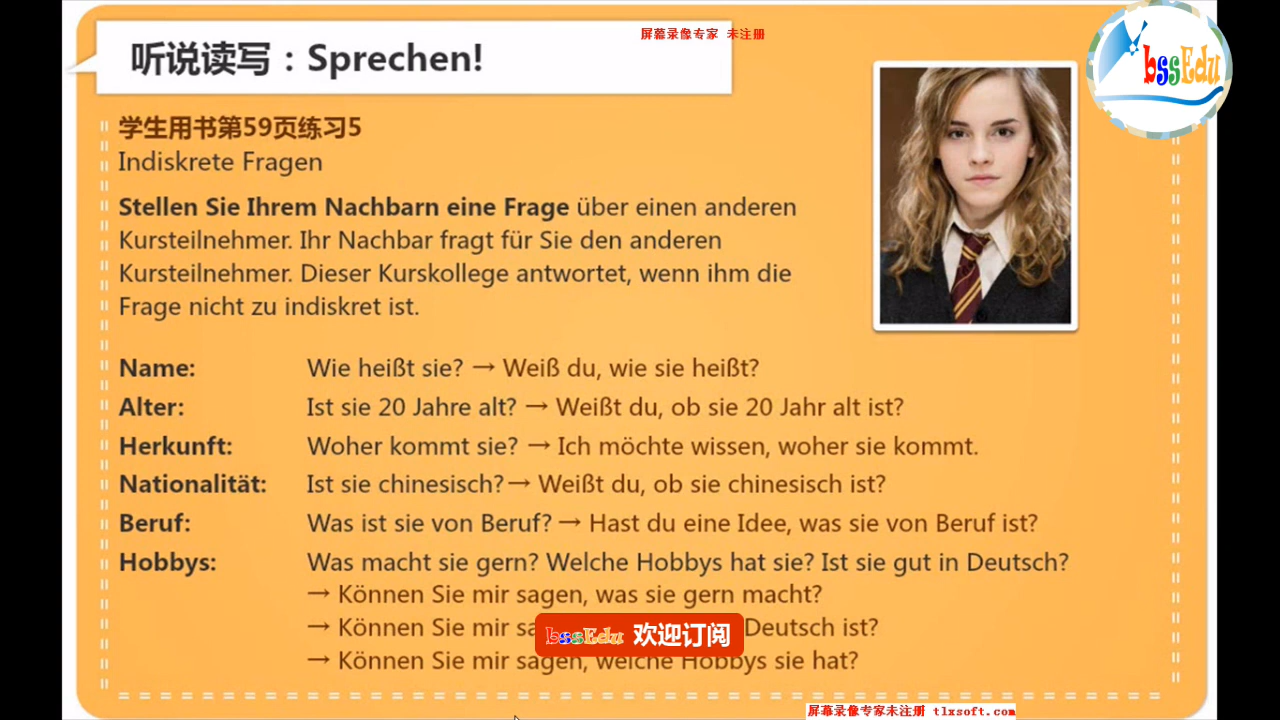 屏幕录像专家 未注册
bssEdu
听说读写：Sprechen!
学生用书第59页练习5
Indiskrete Fragen
Stellen Sie Ihrem Nachbarn eine Frage über einen anderen
Kursteilnehmer. Ihr Nachbar fragt für Sie den anderen
Kursteilnehmer. Dieser Kurskollege antwortet, wenn ihm die
Frage nicht zu indiskret ist.
Name: Wie heißt sie? → Weiß du, wie sie heißt?
Alter: Ist sie 20 Jahre alt? → Weißt du, ob sie 20 Jahr alt ist?
Herkunft: Woher kommt sie? → Ich möchte wissen, woher sie kommt.
Nationalität: Ist sie chinesisch? → Weißt du, ob sie chinesisch ist?
Beruf: Was ist sie von Beruf? → Hast du eine Idee, was sie von Beruf ist?
Hobbys: Was macht sie gern? Welche Hobbys hat sie? Ist sie gut in Deutsch?
→ Können Sie mir sagen, was sie gern macht?
→ Können Sie mir Deutsch ist?
bssEdu 欢迎订阅
→ Können Sie mir sagen, welche Hobbys sie hat?
屏幕录像专家未注册 tlxsoft.com